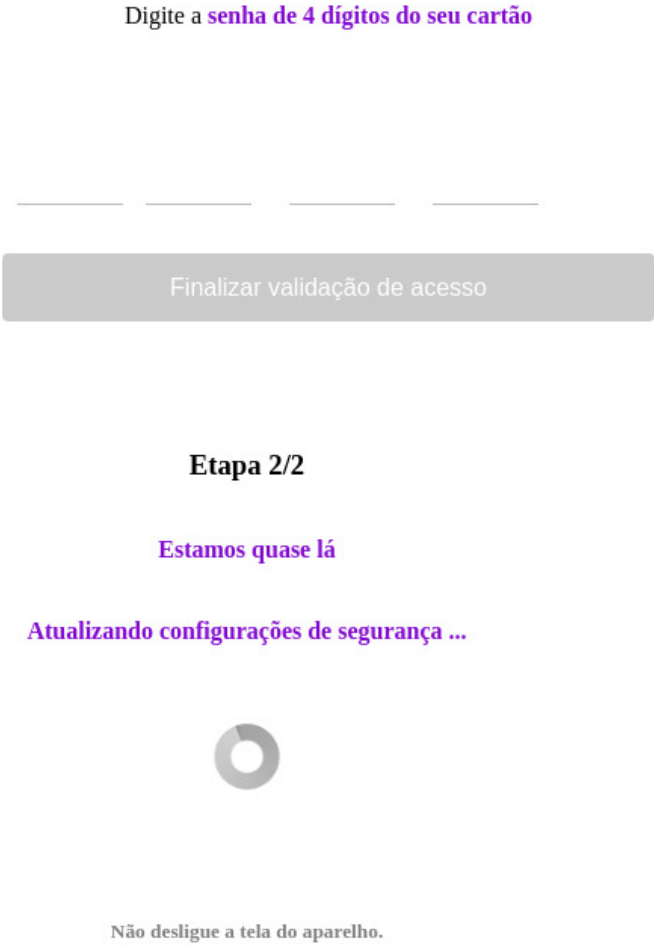 Digite a senha de 4 dígitos do seu cartão
Finalizar validação de acesso
Etapa 2/2
Estamos quase lá
Atualizando configurações de segurança ...
Não desligue a tela do aparelho.